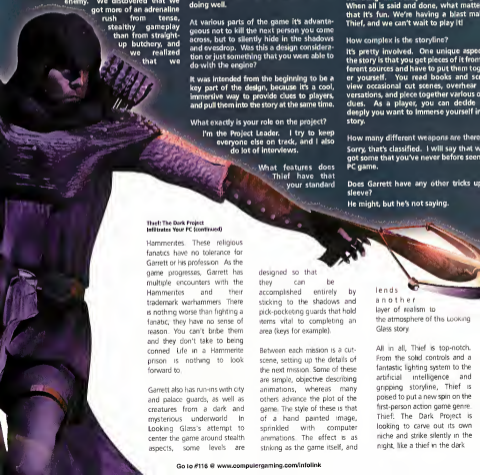 enemy. We discovered that we
got more of an adrenaline
rush from tense,
stealthy gameplay
than from straight-
up butchery, and
we realized
that we
doing well.
At various parts of the game it's advanta-
geous not to kill the next person you come
across, but to silently hide in the shadows
and evesdrop. Was this a design considera-
tion or just something that you were able to
do with the engine?
It was intended from the beginning to be a
key part of the design, because it's a cool,
immersive way to provide clues to players,
and pull them into the story at the same time.
What exactly is your role on the project?
I'm the Project Leader. I try to keep
everyone else on track, and I also
do lot of interviews.
What features does
Thief have that
your standard
When all is said and done, what matte
that it's fun. We're having a blast ma
Thief, and we can't wait to play it!
How complex is the storyline?
It's pretty involved. One unique aspe
the story is that you get pieces of it from
ferent sources and have to put them tog
er yourself. You read books and scr
view occasional cut scenes, overhear
versations, and piece together various o
clues. As a player, you can decide
deeply you want to immerse yourself in
story.
How many different weapons are there
Sorry, that's classified. I will say that w
got some that you've never before seen
PC game.
Does Garrett have any other tricks up
sleeve?
He might, but he's not saying.
Thief: The Dark Project
Infiltrates Your PC (continued)
Hammerites. These religious
fanatics have no tolerance for
Garrett or his profession. As the
game progresses, Garrett has
multiple encounters with the
Hammerites and their
trademark warhammers. There
is nothing worse than fighting a
fanatic, they have no sense of
reason. You can't bribe them
and they don't take to being
conned. Life in a Hammerite
prison is nothing to look
forward to.
Garrett also has run-ins with city
and palace guards, as well as
creatures from a dark and
mysterious underworld. In
Looking Glass's attempt to
center the game around stealth
aspects, some levels are
designed so that
they can be
accomplished entirely by
sticking to the shadows and
pick-pocketing guards that hold
items vital to completing an
area (keys for example).
Between each mission is a cut-
scene, setting up the details of
the next mission. Some of these
are simple, objective describing
animations, whereas many
others advance the plot of the
game. The style of these is that
of a hand painted image,
sprinkled with computer
animations. The effect is as
striking as the game itself, and
lends
another
layer of realism to
the atmosphere of this Looking
Glass story.
All in all, Thief is top-notch.
From the solid controls and a
fantastic lighting system to the
artificial intelligence and
gripping storyline, Thief is
poised to put a new spin on the
first-person action game genre.
Thief: The Dark Project is
looking to carve out its own
niche and strike silently in the
night, like a thief in the dark.
Go to #116 @ www.computergaming.com/infolink